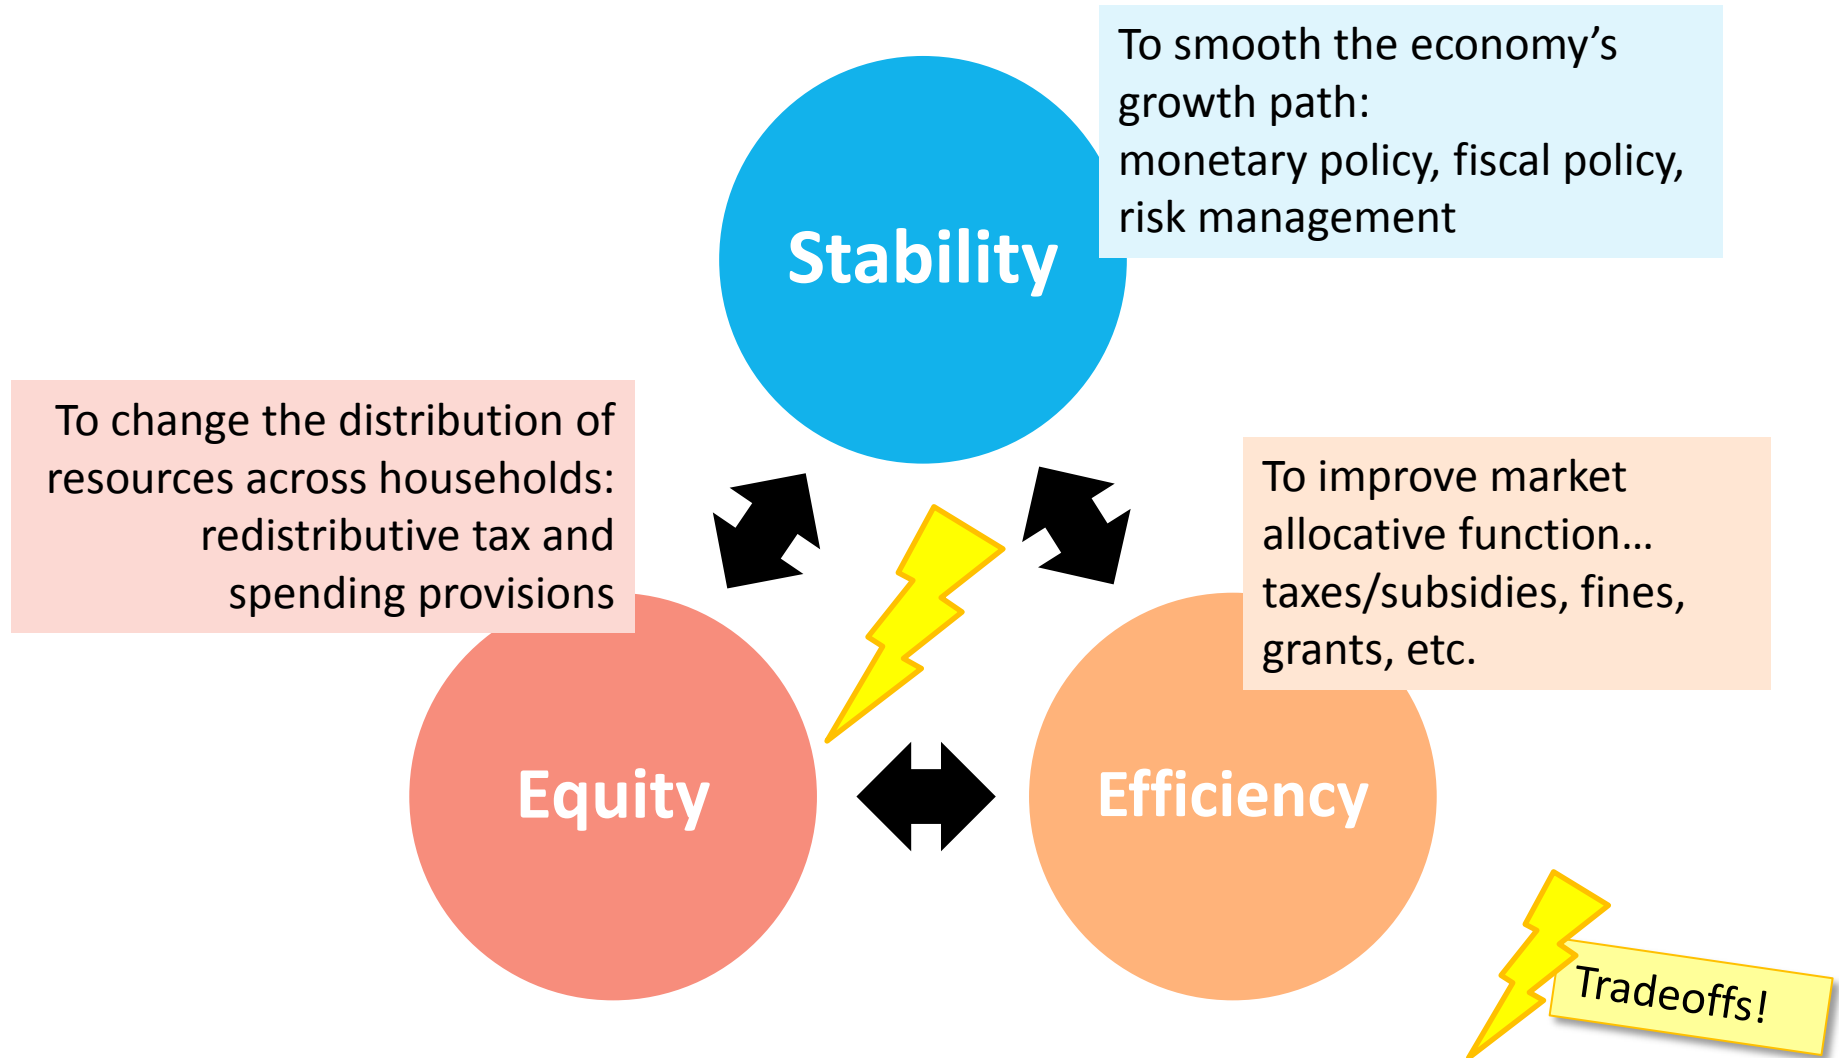 To smooth the economy’s
growth path:
monetary policy, fiscal policy,
risk management
Stability
To change the distribution of
resources across households:
redistributive tax and
spending provisions
To improve market
allocative function…
taxes/subsidies, fines,
grants, etc.
Equity
Efficiency
Tradeoffs!